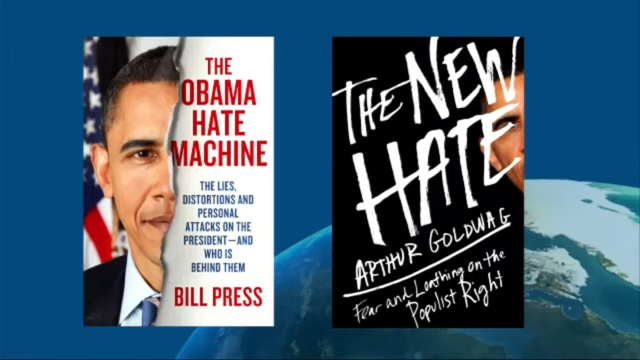 THE
OBAMA
HATE
MACHINE
THE LIES,
DISTORTIONS AND
PERSONAL
ATTACKS ON THE
PRESIDENT—AND
WHO IS
BEHIND THEM
BILL PRESS
THE NEW
HATE
ARTHUR GOLDWAG
Fear and Loathing on the
Populist Right